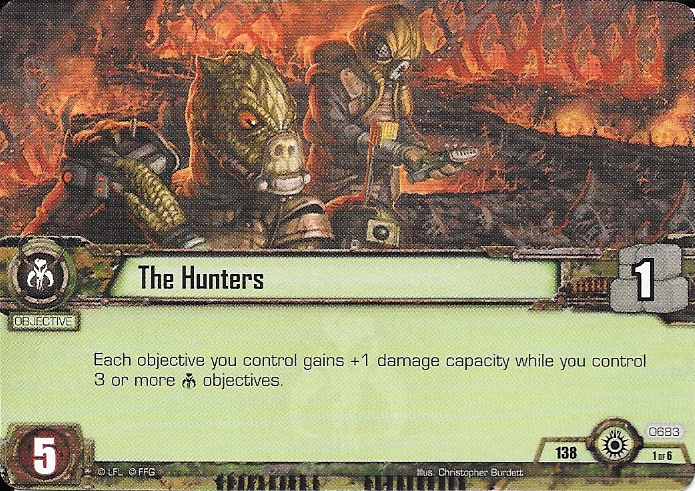 The Hunters
1
OBJECTIVE
Each objective you control gains +1 damage capacity while you control
3 or more objectives.
5
© LFL © FFG
Illus. Christopher Burdett
138
0683
1 OF 6